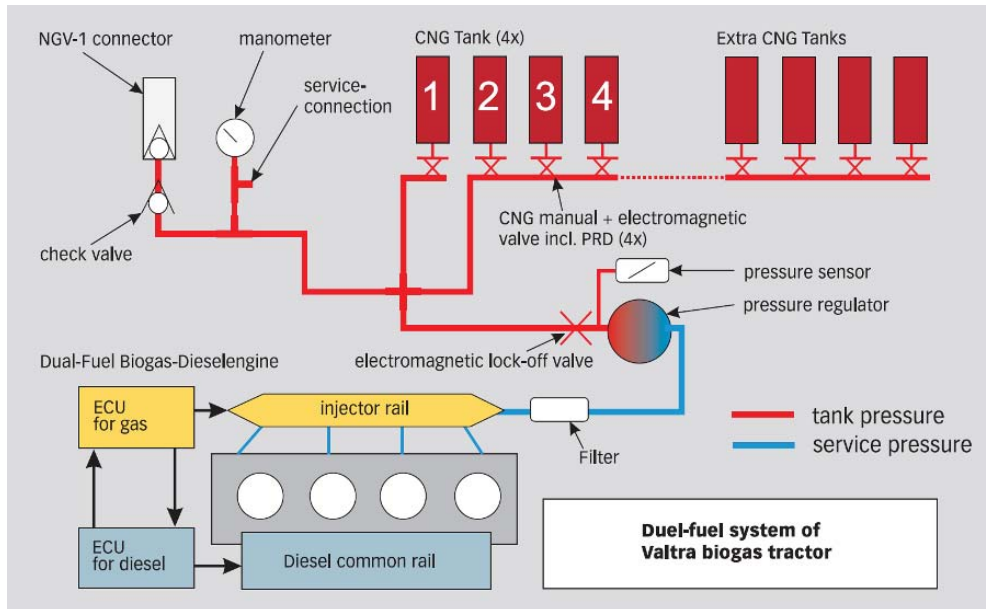 NGV-1 connector
manometer
service-
connection
CNG Tank (4x)
Extra CNG Tanks
1
2
3
4
check valve
CNG manual + electromagnetic
valve incl. PRD (4x)
pressure sensor
pressure regulator
electromagnetic lock-off valve
Dual-Fuel Biogas-Dieselengine
ECU
for gas
injector rail
Filter
tank pressure
service pressure
ECU
for diesel
Diesel common rail
Duel-fuel system of
Valtra biogas tractor